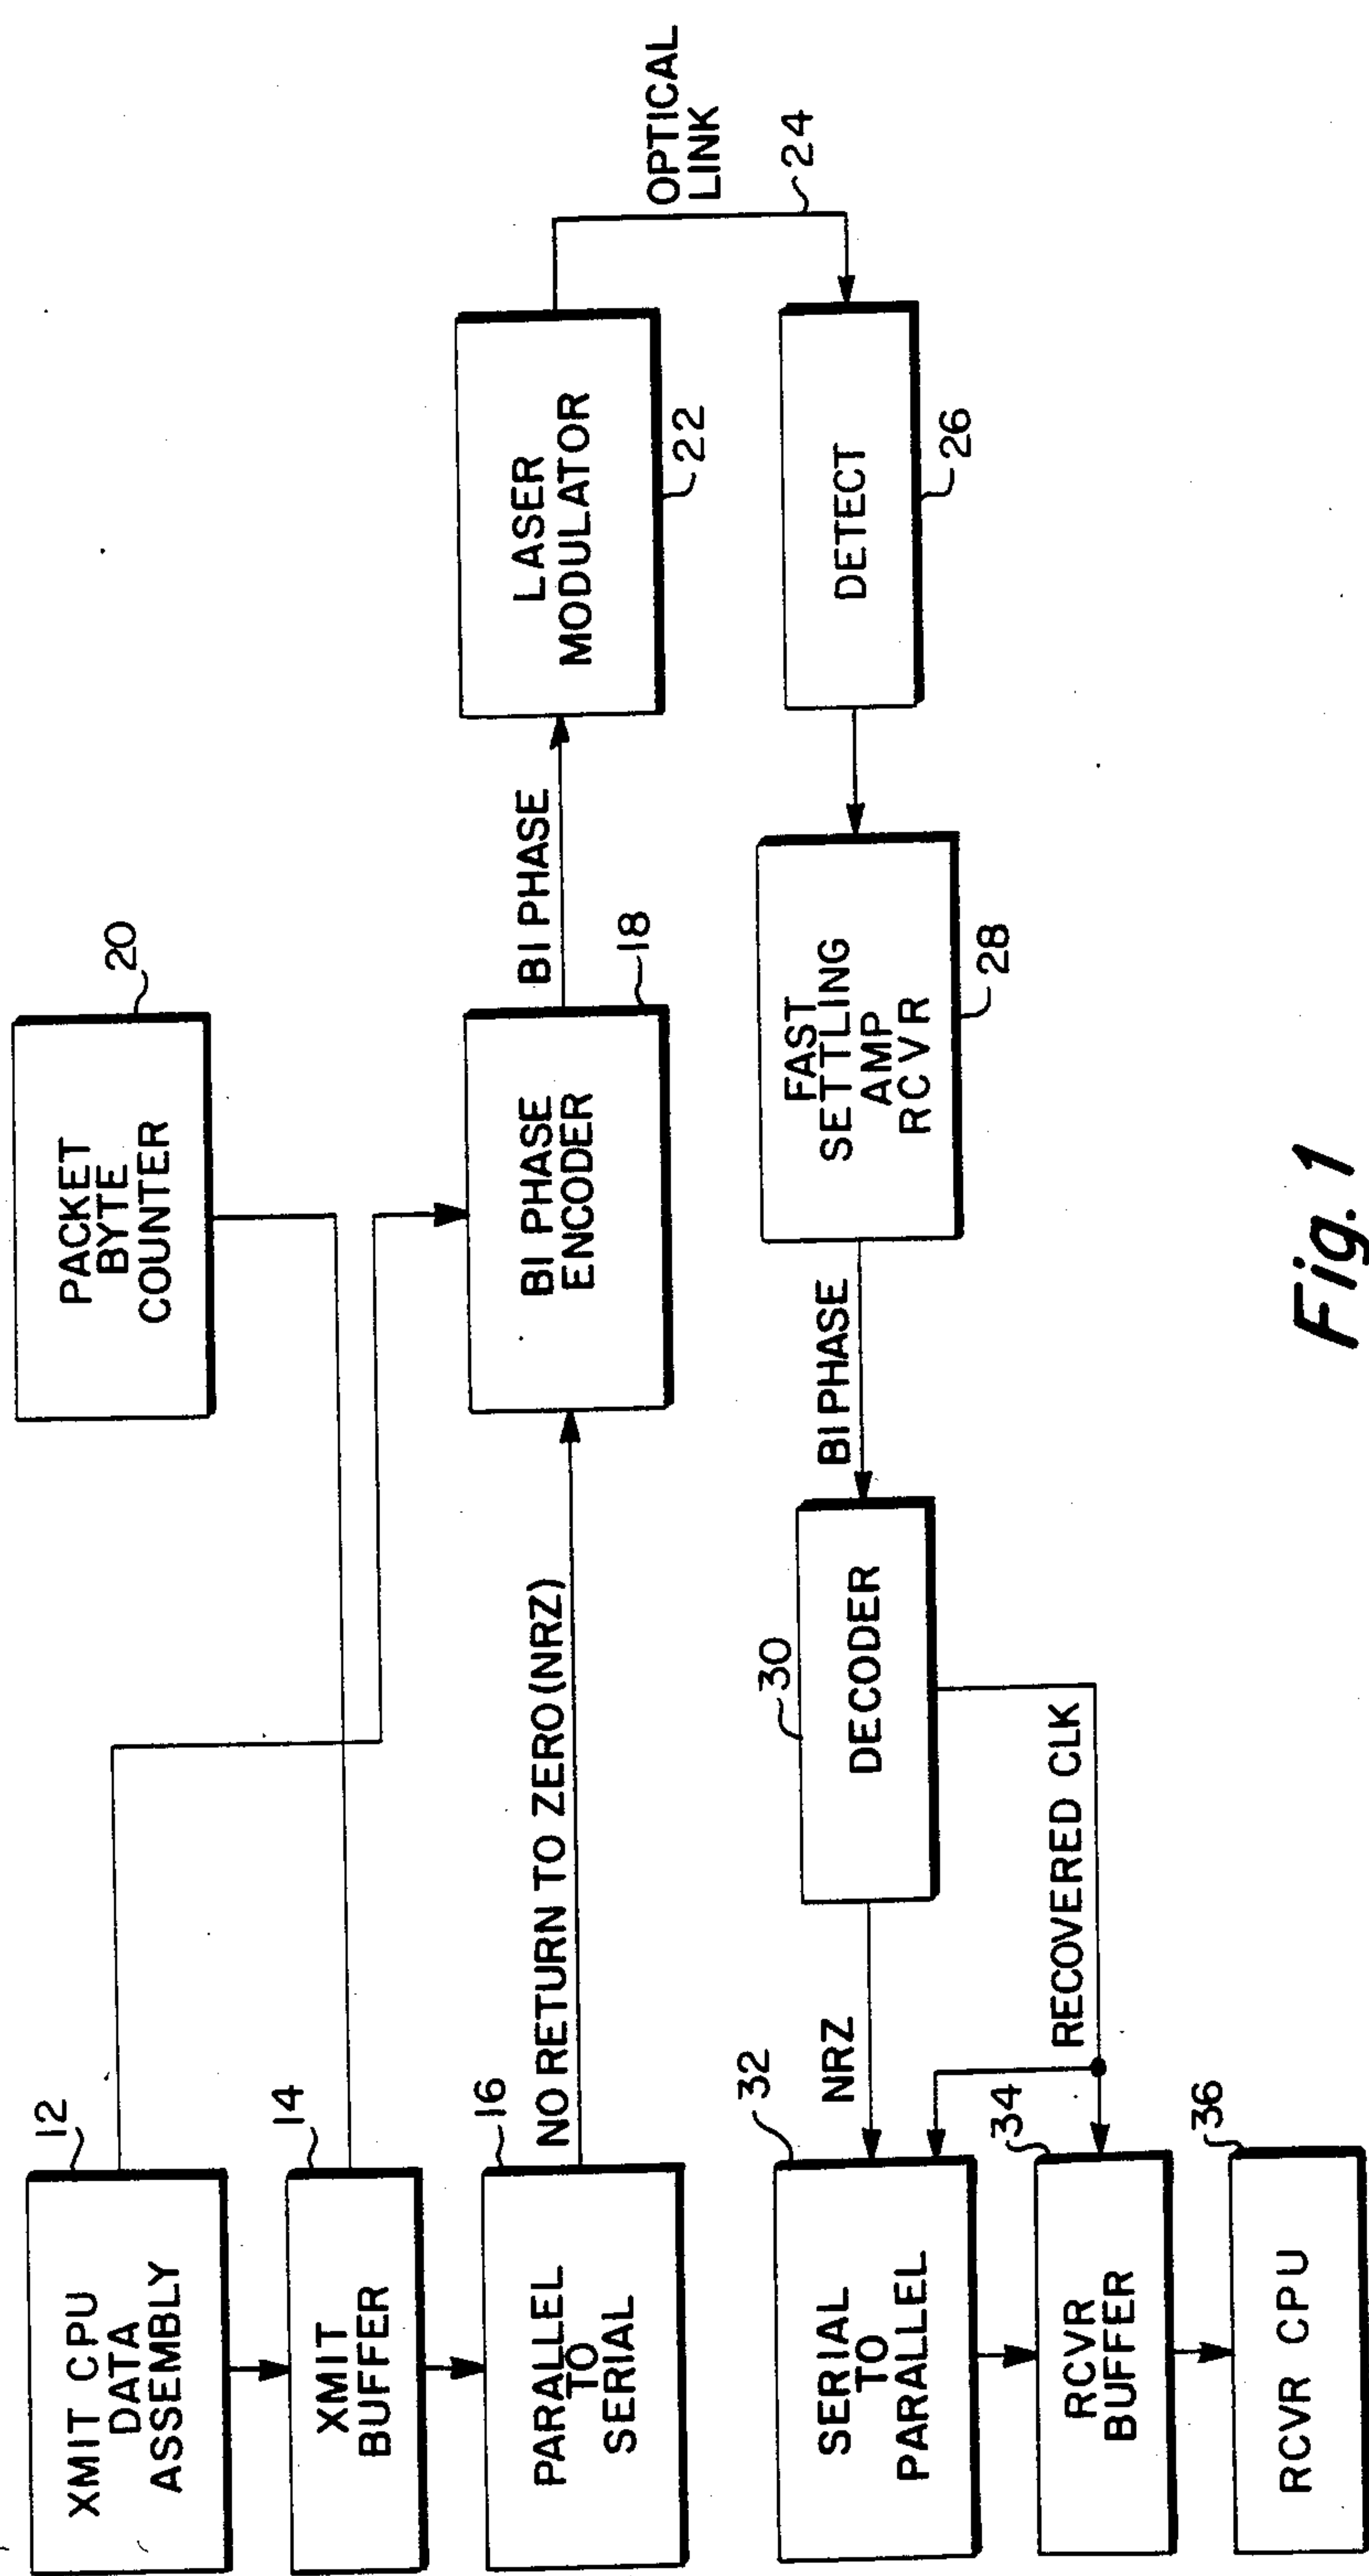 XMIT CPU
DATA
ASSEMBLY
12
XMIT
BUFFER
14
PARALLEL
TO
SERIAL
16
NO RETURN TO ZERO (NRZ)
PACKET
BYTE
COUNTER
20
BI PHASE
ENCODER
18
BI PHASE
LASER
MODULATOR
22
OPTICAL
LINK
24
DETECT
26
FAST
SETTLING
AMP
RCVR
28
BI PHASE
DECODER
30
NRZ
RECOVERED CLK
SERIAL
TO
PARALLEL
32
RCVR
BUFFER
34
RCVR CPU
36
Fig. 1